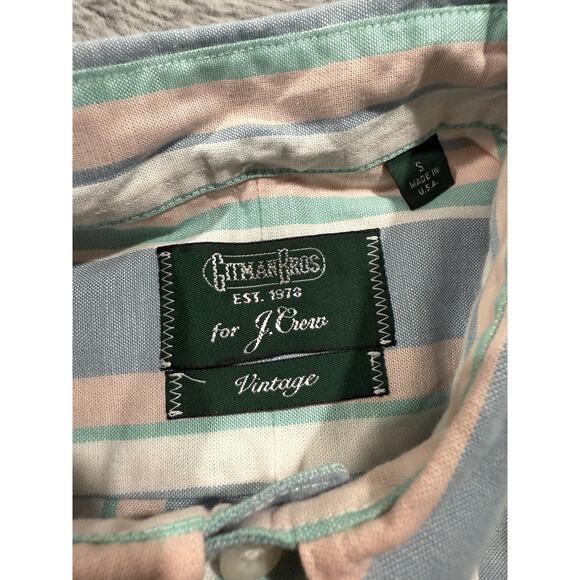 S
MADE IN
U.S.A.
GITMAN BROS
EST. 1978
for J.Crew
Vintage